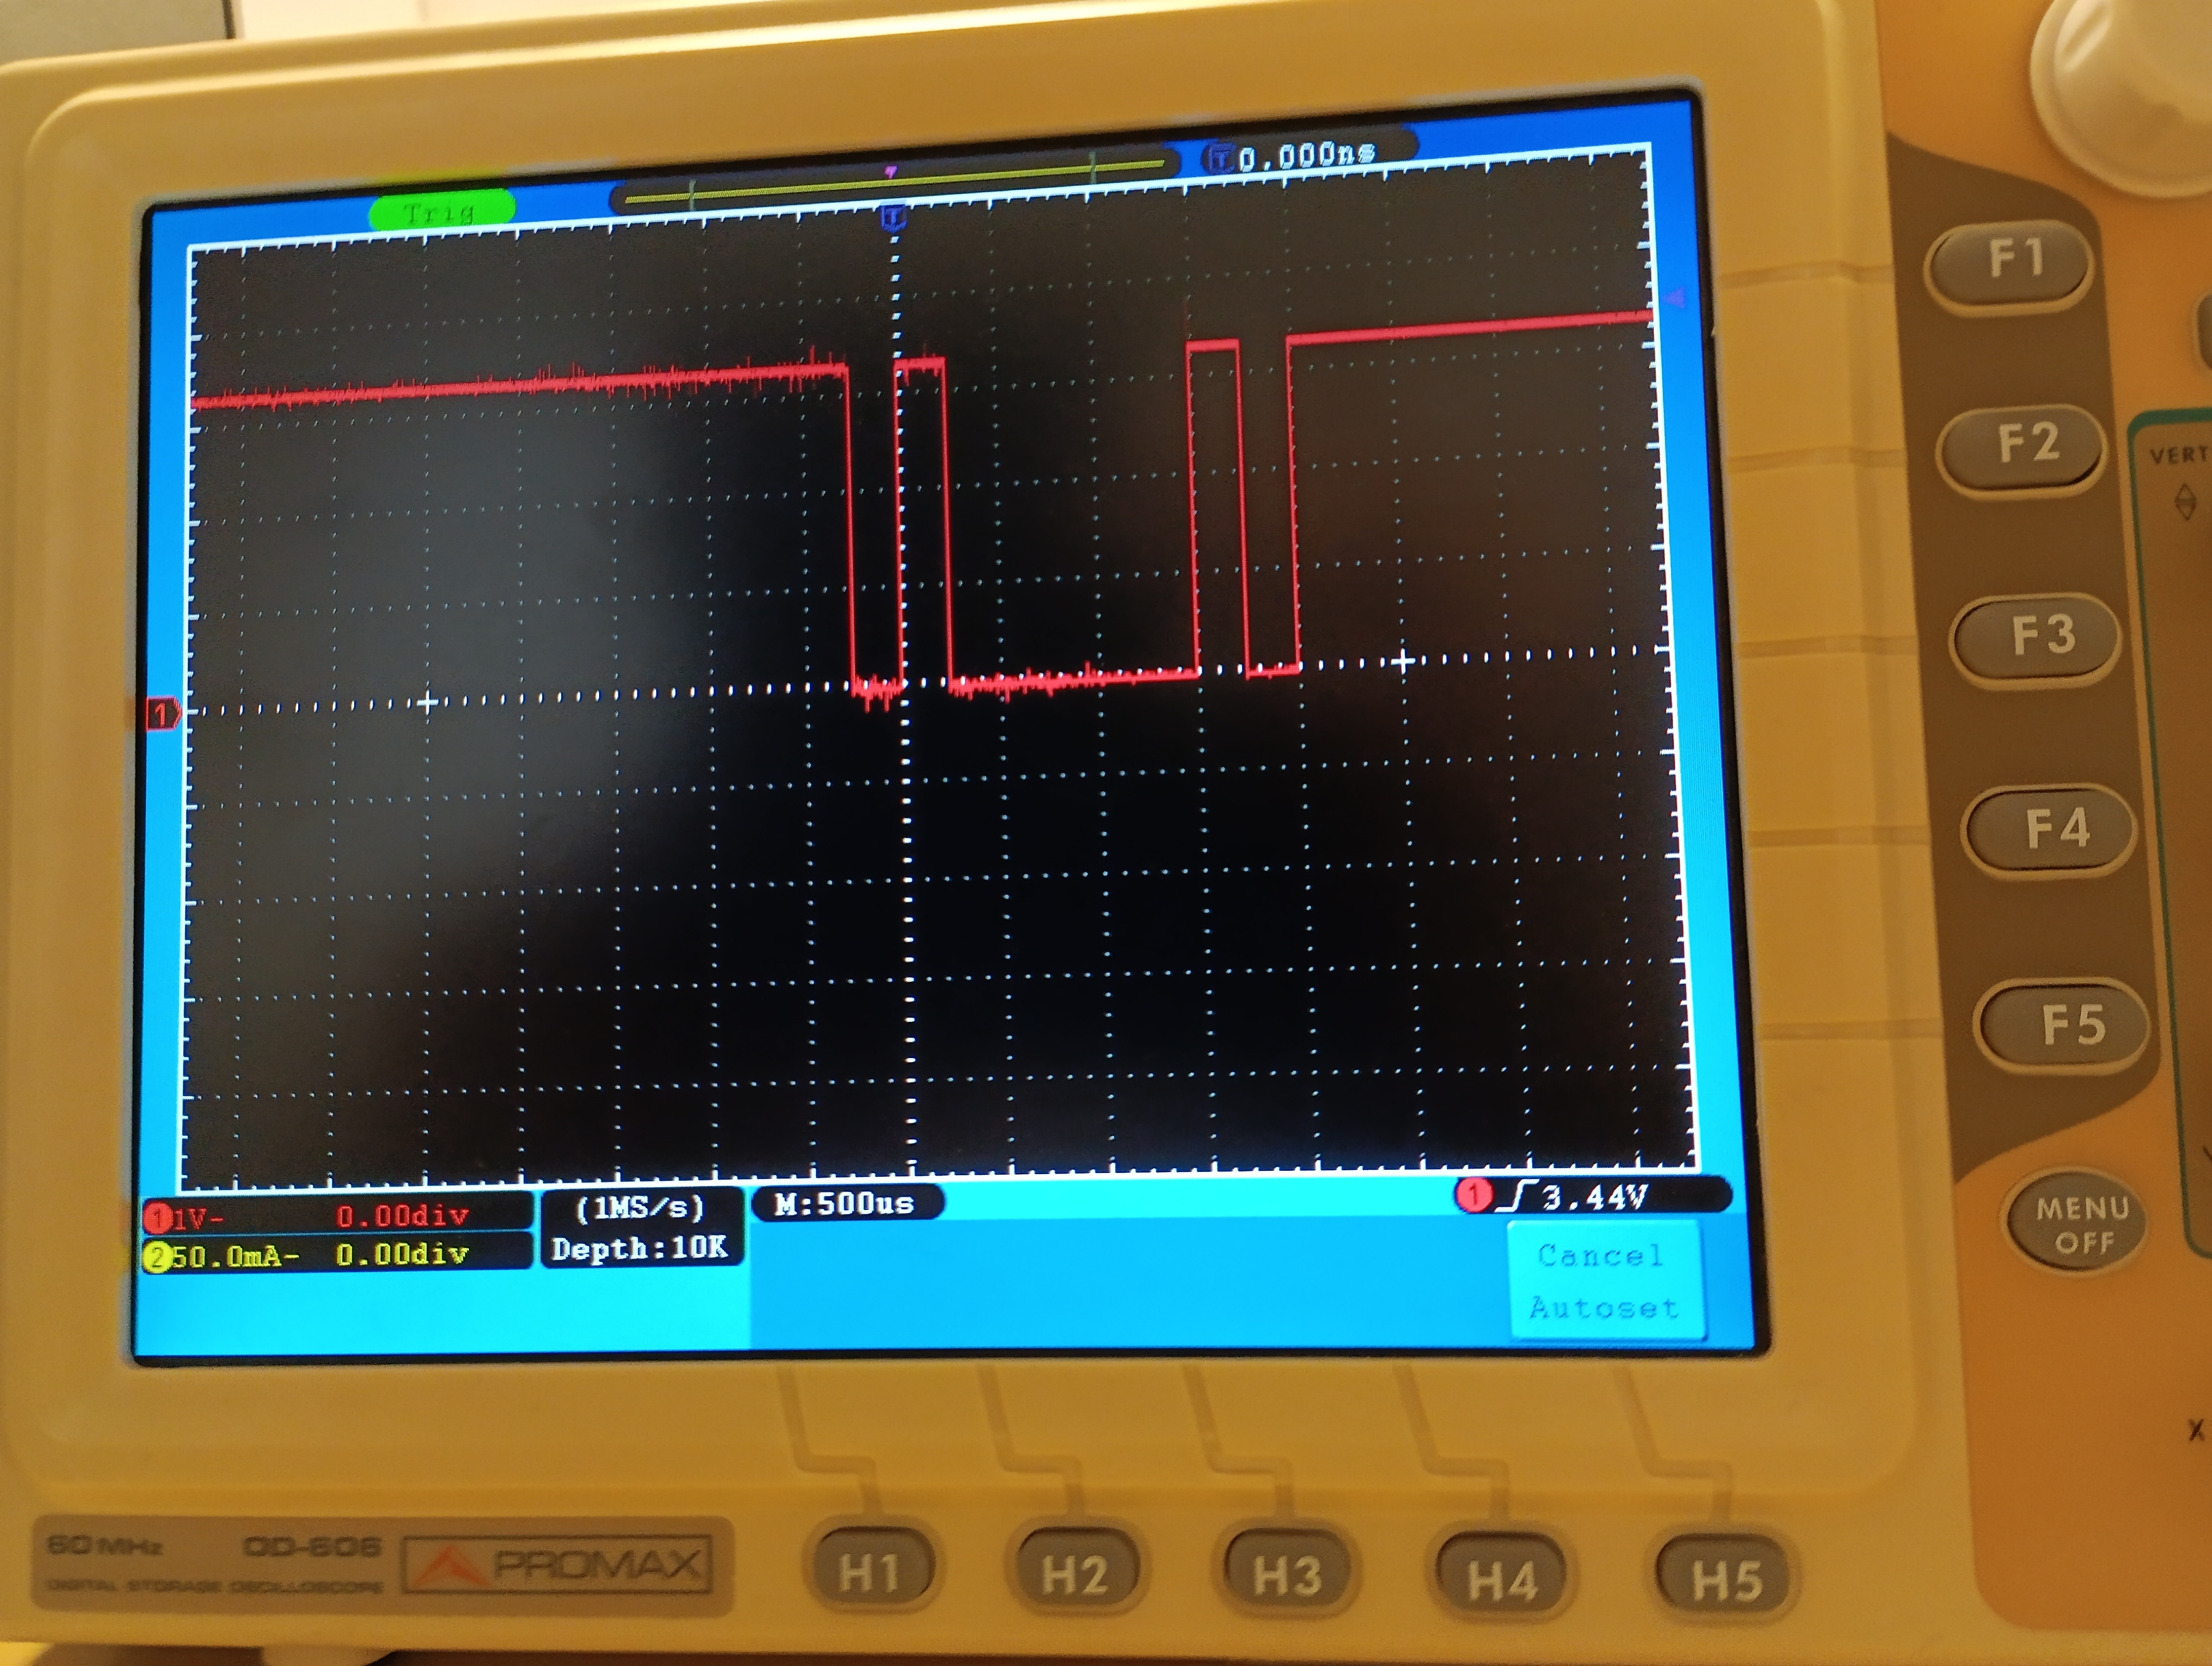 Trig
T 0.000ns
F1
F2
VERT
F3
F4
F5
1
T
1 1V- 0.00div
2 50.0mA- 0.00div
(1MS/s)
Depth:10K
M:500us
1 3.44V
Cancel
Autoset
MENU
OFF
X
60 MHz OD-606 PROMAX
DIGITAL STORAGE OSCILLOSCOPE
H1 H2 H3 H4 H5